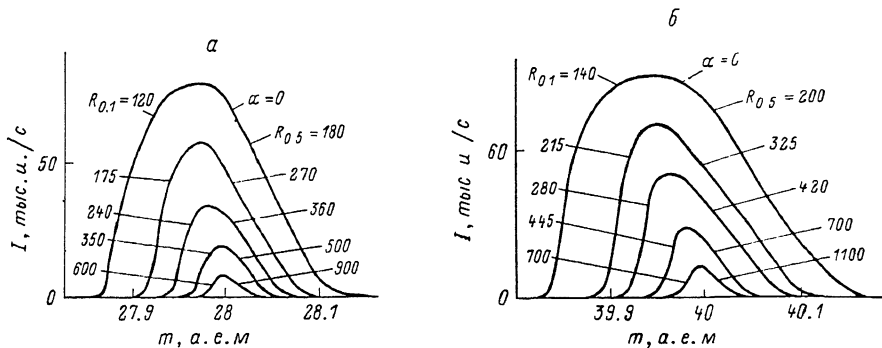 а
R₀.₁=120
α=0
R₀ ₅=180
I, тыс.и./с
50
175
270
240
360
350
500
600
900
0
27.9
28
28.1
m, а.е.м
б
R₀ ₁=140
α=0
R₀ ₅=200
I, тыс и /с
60
215
325
280
420
445
700
700
1100
0
39.9
40
40.1
m, а.е.м